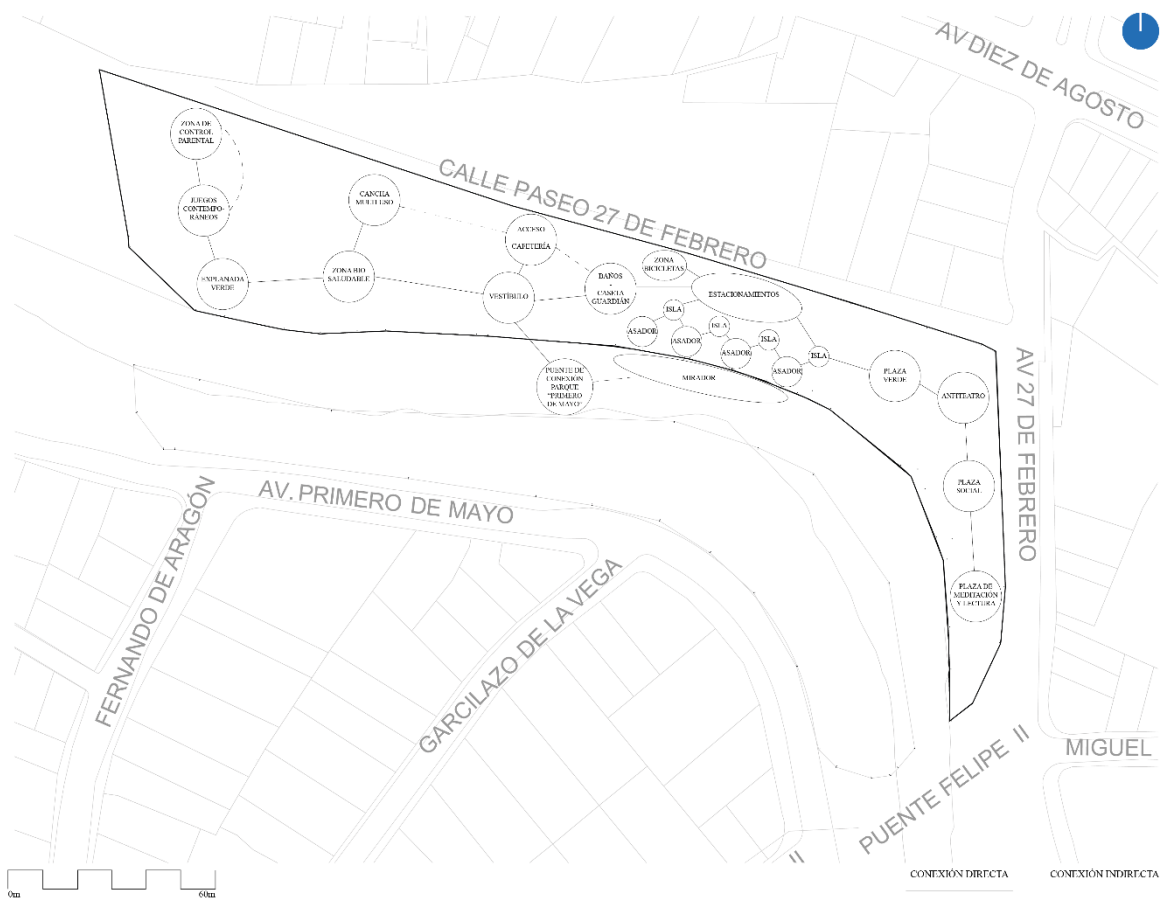 AV DIEZ DE AGOSTO
CALLE PASEO 27 DE FEBRERO
ZONA DE
CONTROL
PARENTAL
JUEGOS
CONTEMPO-
RÁNEOS
EXPLANADA
VERDE
CANCHA
MULTIUSO
ZONA BIO
SALUDABLE
ACCESO
CAFETERÍA
VESTÍBULO
BAÑOS
+
CASETA
GUARDIÁN
ZONA
BICICLETAS
ESTACIONAMIENTOS
ISLA
ASADOR
ISLA
ASADOR
ISLA
ASADOR
ISLA
ASADOR
PUENTE DE
CONEXIÓN
PARQUE
"PRIMERO
DE MAYO"
MIRADOR
PLAZA
VERDE
ANTITEATRO
PLAZA
SOCIAL
PLAZA DE
MEDITACIÓN
Y LECTURA
AV 27 DE FEBRERO
AV. PRIMERO DE MAYO
FERNANDO DE ARAGÓN
GARCILAZO DE LA VEGA
PUENTE FELIPE II
MIGUEL
II
0m
60m
CONEXIÓN DIRECTA
CONEXIÓN INDIRECTA